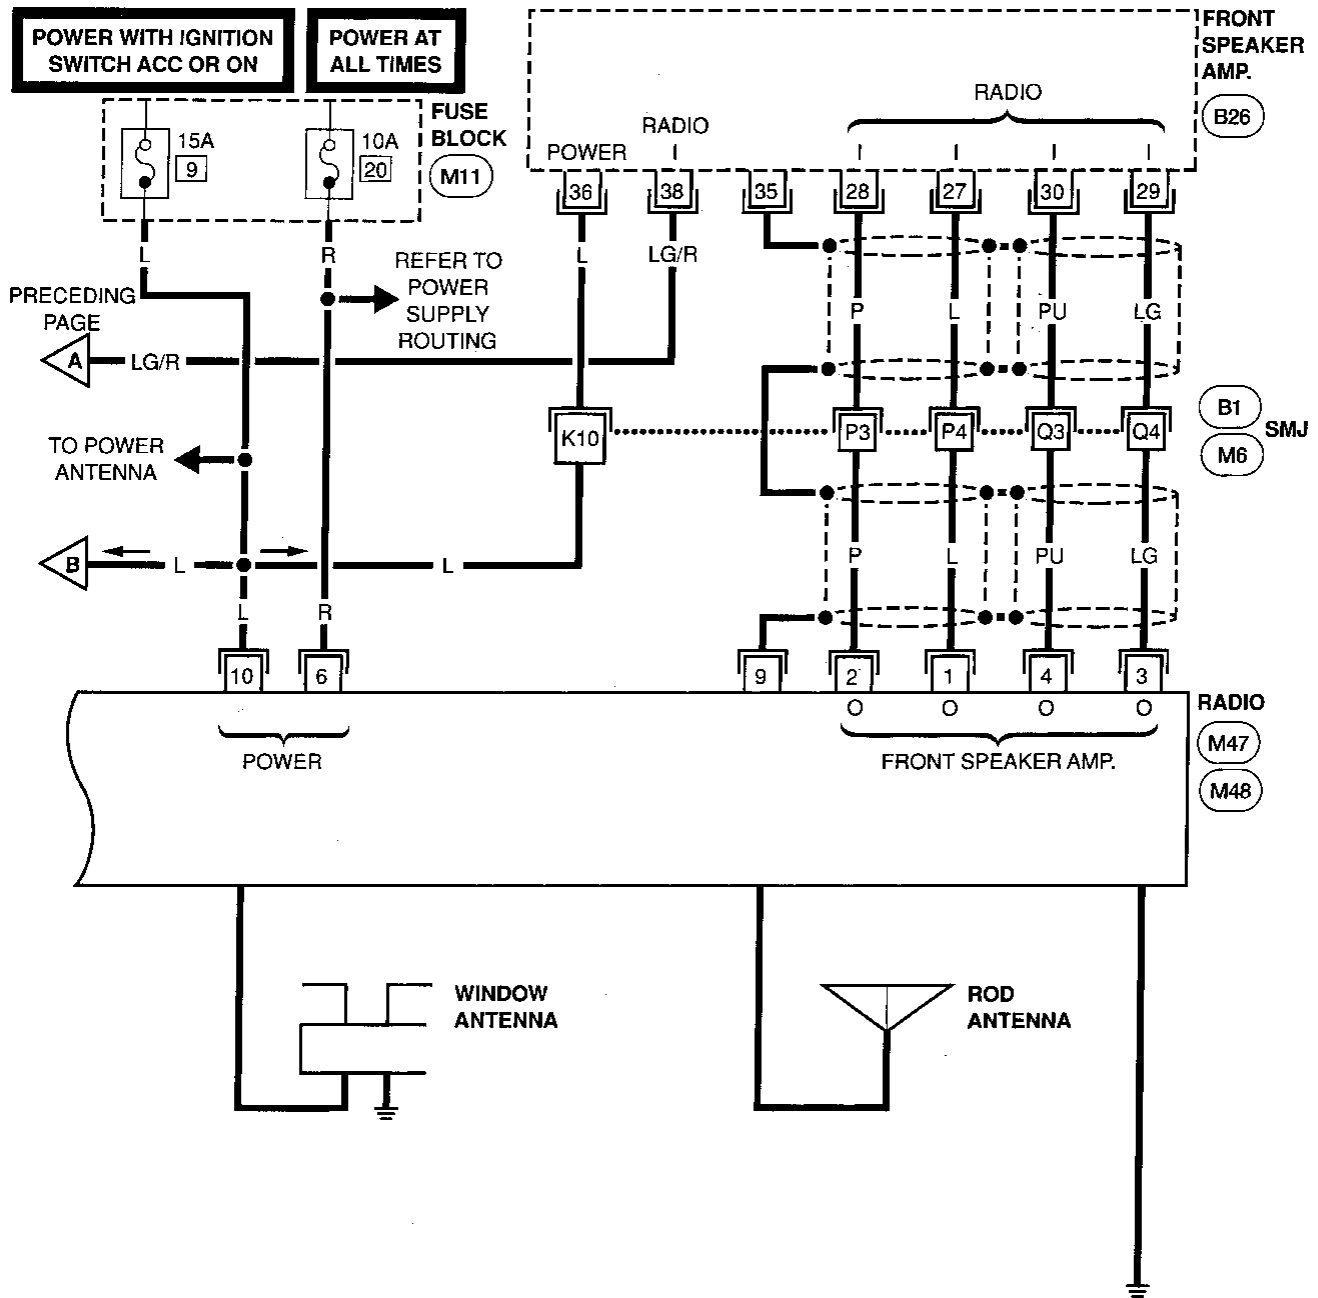 POWER WITH IGNITION
SWITCH ACC OR ON
POWER AT
ALL TIMES
FRONT
SPEAKER
AMP.
B26
FUSE
BLOCK
M11
15A
9
10A
20
RADIO
RADIO
POWER
36
38
35
28
27
30
29
L
R
L
LG/R
REFER TO
POWER
SUPPLY
ROUTING
PRECEDING
PAGE
A
LG/R
P
L
PU
LG
K10
P3
P4
Q3
Q4
B1
SMJ
M6
TO POWER
ANTENNA
B
L
L
P
L
PU
LG
L
R
10
6
9
2
1
4
3
RADIO
M47
M48
O
O
O
O
POWER
FRONT SPEAKER AMP.
WINDOW
ANTENNA
ROD
ANTENNA